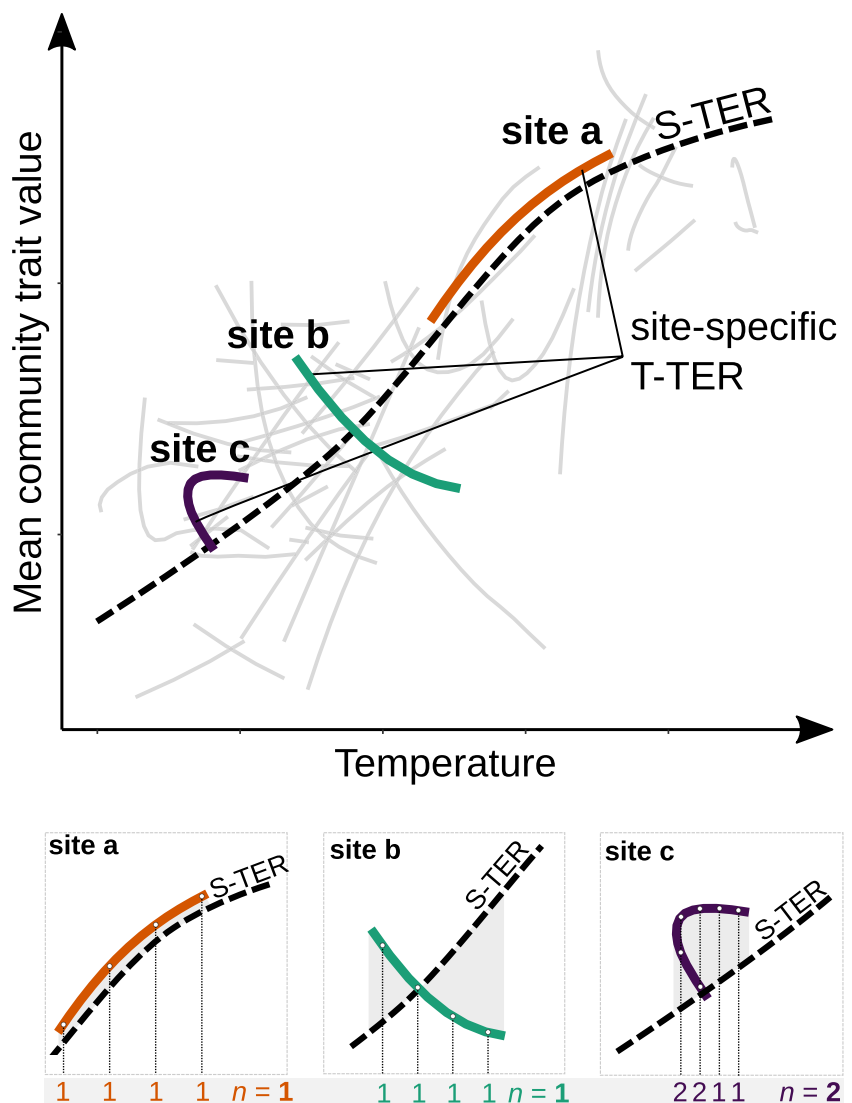 Mean community trait value
S-TER
site a
site b
site-specific
T-TER
site c
Temperature
site a
S-TER
1 1 1 1 n = 1
site b
S-TER
1 1 1 1 n = 1
site c
S-TER
2 2 1 1 n = 2